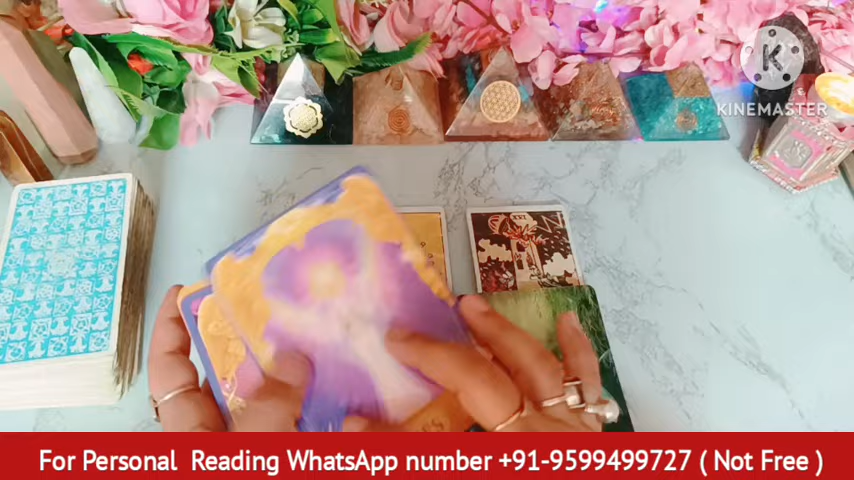 K
KINEMASTER
For Personal Reading WhatsApp number +91-9599499727 ( Not Free )